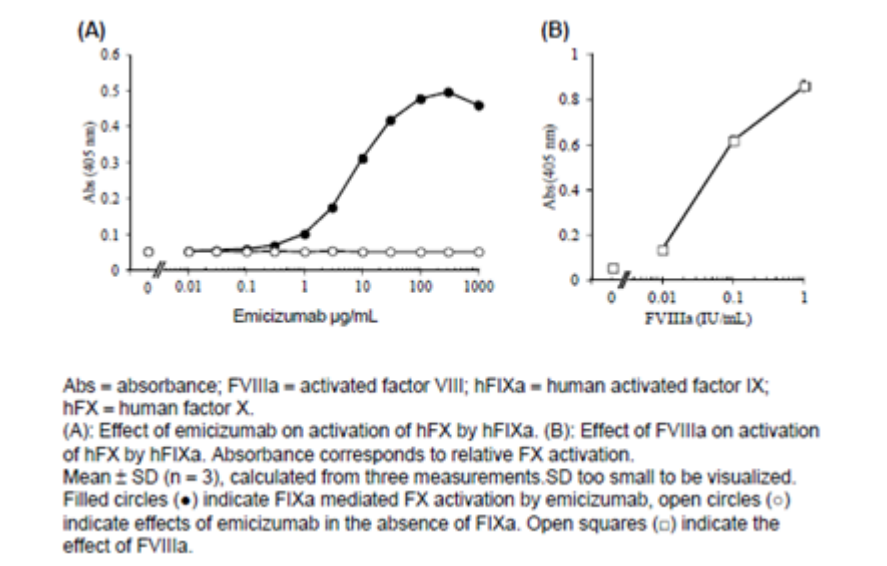 (A)
0.6
0.5
0.4
0.3
0.2
0.1
0
Abs (405 nm)
0 0.01 0.1 1 10 100 1000
Emicizumab µg/mL
(B)
1
0.8
0.6
0.4
0.2
0
Abs(405 nm)
0 0.01 0.1 1
FVIIIa (IU/mL)
Abs = absorbance; FVIIIa = activated factor VIII; hFIXa = human activated factor IX;
hFX = human factor X.
(A): Effect of emicizumab on activation of hFX by hFIXa. (B): Effect of FVIIIa on activation
of hFX by hFIXa. Absorbance corresponds to relative FX activation.
Mean ± SD (n = 3), calculated from three measurements.SD too small to be visualized.
Filled circles (●) indicate FIXa mediated FX activation by emicizumab, open circles (○)
indicate effects of emicizumab in the absence of FIXa. Open squares (□) indicate the
effect of FVIIIa.